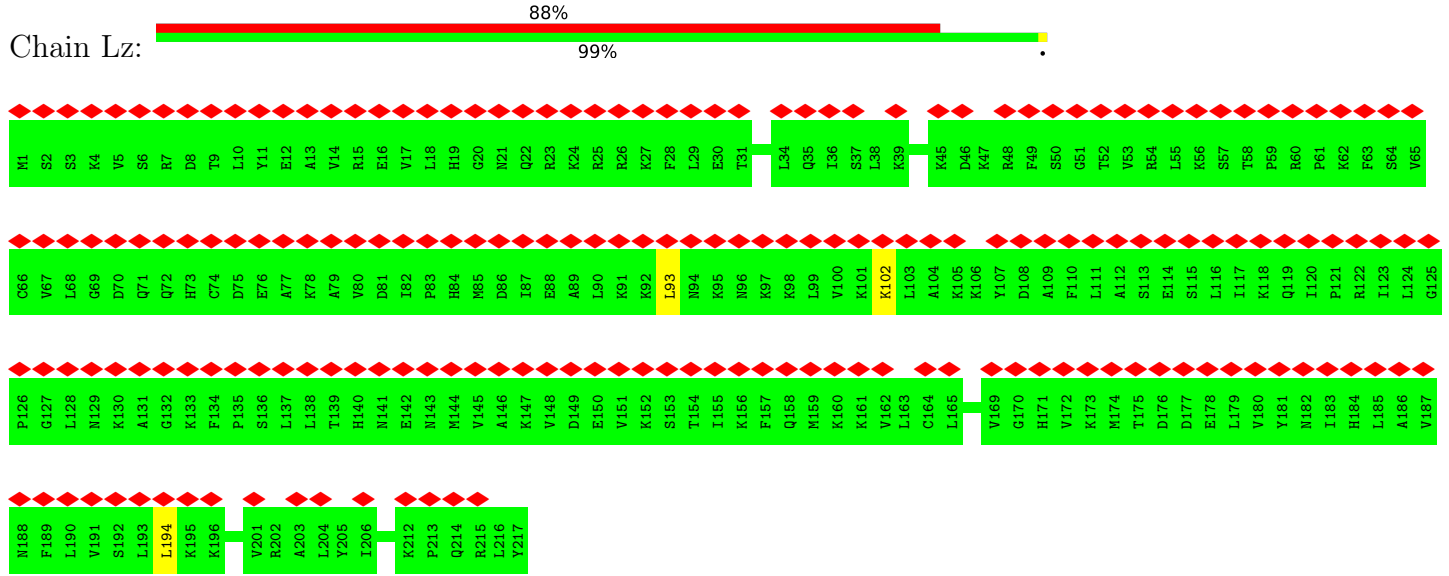 88%
Chain Lz:
99% .
M1 S2 S3 K4 V5 S6 R7 D8 T9 L10 Y11 E12 A13 V14 R15 E16 V17 L18 H19 G20 N21 Q22 R23 K24 R25 R26 K27 F28 L29 E30 T31 L34 Q35 I36 S37 L38 K39 K45 D46 K47 R48 F49 S50 G51 T52 V53 R54 L55 K56 S57 T58 P59 R60 P61 K62 F63 S64 V65
C66 V67 L68 G69 D70 Q71 Q72 H73 C74 D75 E76 A77 K78 A79 V80 D81 I82 P83 H84 M85 D86 I87 E88 A89 L90 K91 K92 L93 N94 K95 N96 K97 K98 L99 V100 K101 K102 L103 A104 K105 K106 Y107 D108 A109 F110 L111 A112 S113 E114 S115 L116 I117 K118 Q119 I120 P121 R122 I123 L124 G125
P126 G127 L128 N129 K130 A131 G132 K133 F134 P135 S136 L137 L138 T139 H140 N141 E142 N143 M144 V145 A146 K147 V148 D149 E150 V151 K152 S153 T154 I155 K156 F157 Q158 M159 K160 K161 V162 L163 C164 L165 V169 G170 H171 V172 K173 M174 T175 D176 D177 E178 L179 V180 Y181 N182 I183 H184 L185 A186 V187
N188 F189 L190 V191 S192 L193 L194 K195 K196 V201 R202 A203 L204 Y205 I206 K212 P213 Q214 R215 L216 Y217